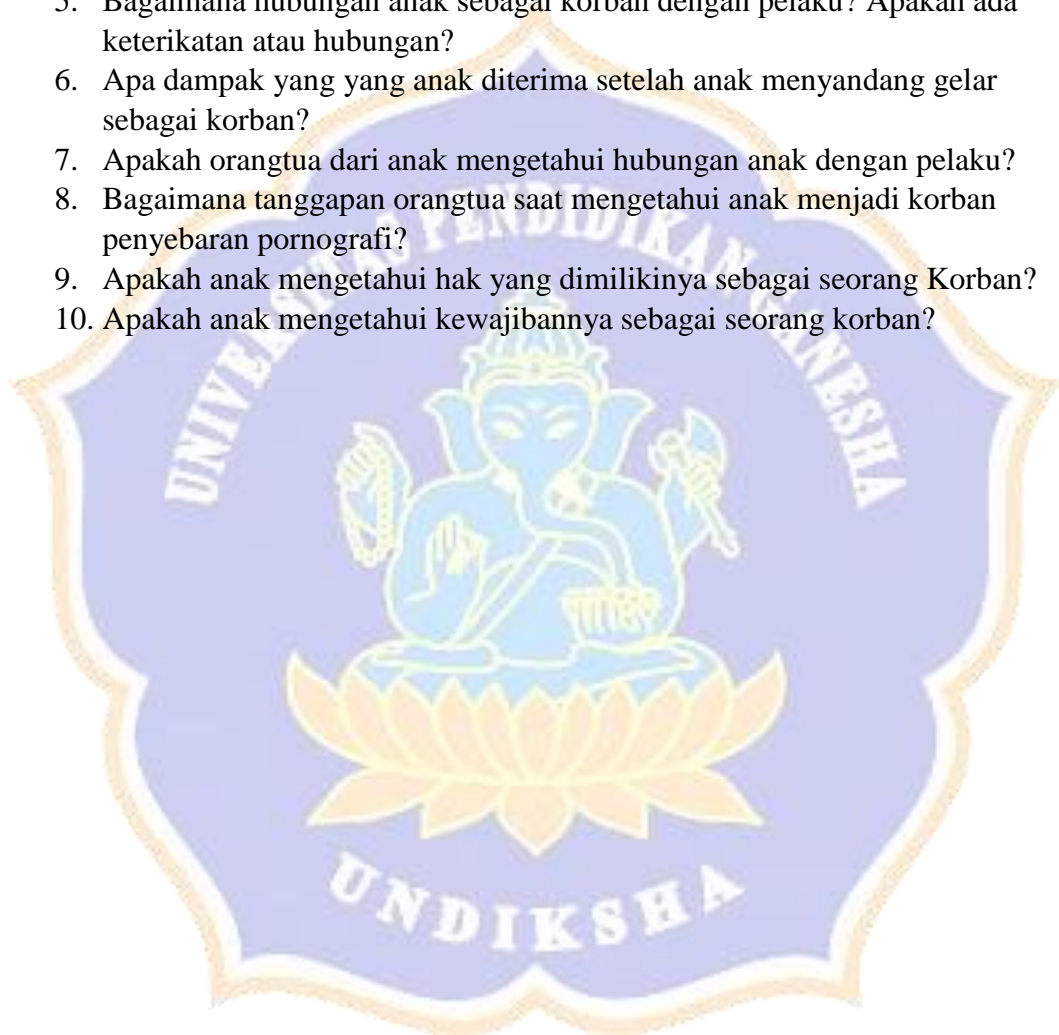 5. Bagaimana hubungan anak sebagai korban dengan pelaku? Apakah ada
keterikatan atau hubungan?
6. Apa dampak yang yang anak diterima setelah anak menyandang gelar
sebagai korban?
7. Apakah orangtua dari anak mengetahui hubungan anak dengan pelaku?
8. Bagaimana tanggapan orangtua saat mengetahui anak menjadi korban
penyebaran pornografi?
9. Apakah anak mengetahui hak yang dimilikinya sebagai seorang Korban?
10. Apakah anak mengetahui kewajibannya sebagai seorang korban?
UNIVERSITAS PENDIDIKAN GANESHA
UNDIKSHA